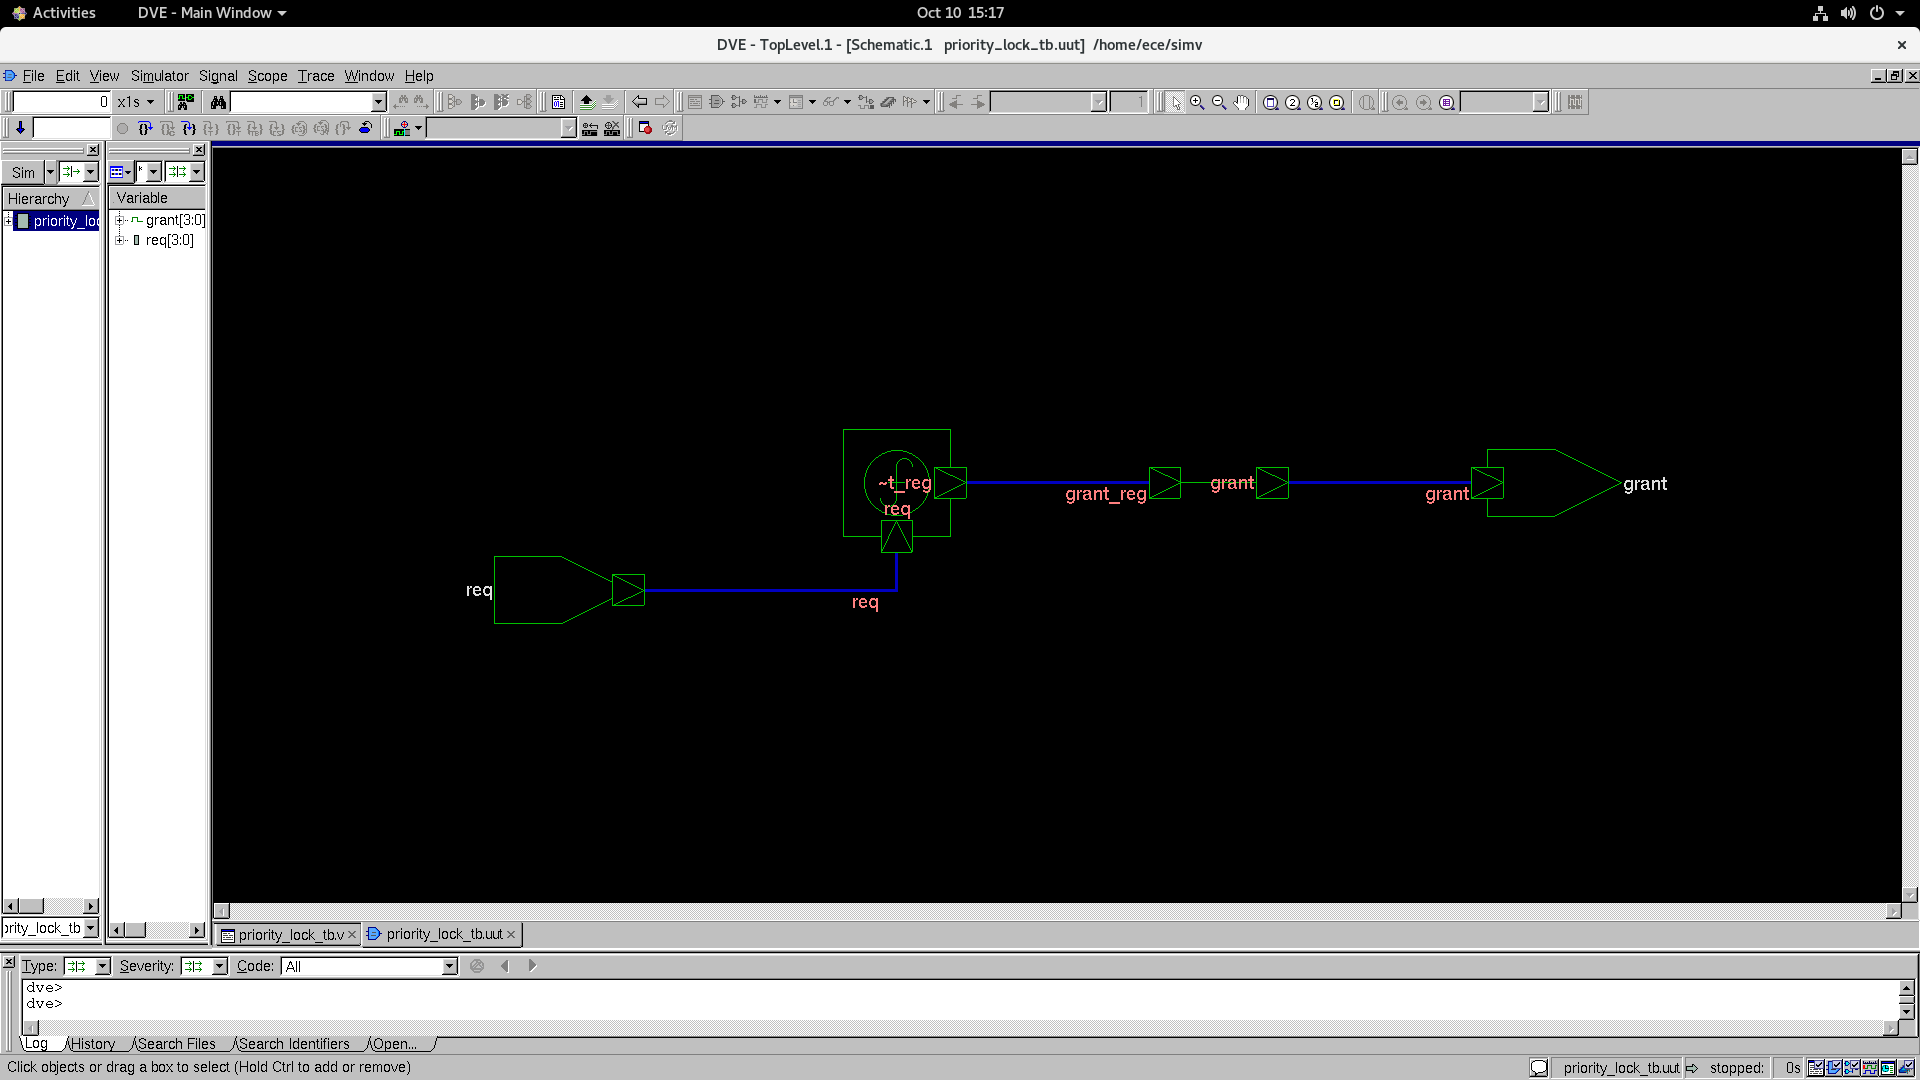 Activities DVE - Main Window Oct 10 15:17
DVE - TopLevel.1 - [Schematic.1 priority_lock_tb.uut] /home/ece/simv
File Edit View Simulator Signal Scope Trace Window Help
0 x1s 1
Sim *
Hierarchy Variable
priority_loc grant[3:0]
req[3:0]
~t_reg grant_reg grant grant grant
req
req req
prity_lock_tb priority_lock_tb.v priority_lock_tb.uut
Type: Severity: Code: All
dve>
dve>
Log History Search Files Search Identifiers Open...
Click objects or drag a box to select (Hold Ctrl to add or remove) priority_lock_tb.uut stopped: 0s